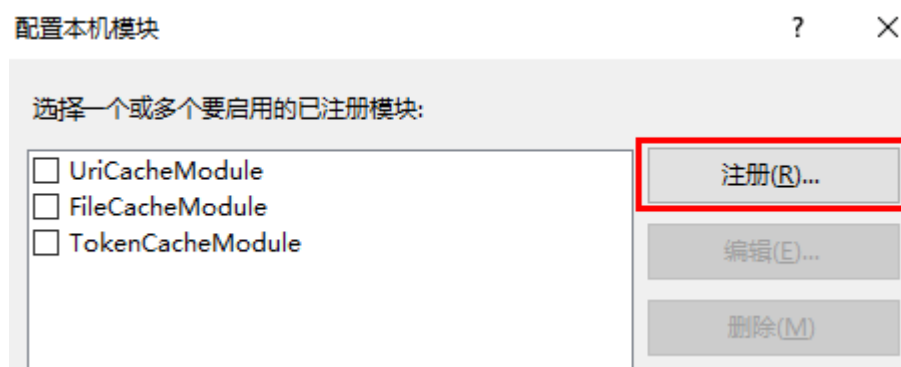 配置本机模块
?
选择一个或多个要启用的已注册模块:
UriCacheModule
FileCacheModule
TokenCacheModule
注册(R)...
编辑(E)...
删除(M)